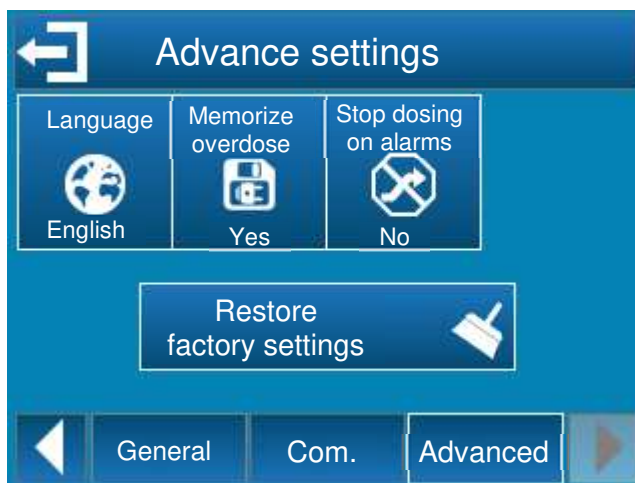 Advance settings
Language
Memorize
overdose
Stop dosing
on alarms
English
Yes
No
Restore
factory settings
General
Com.
Advanced